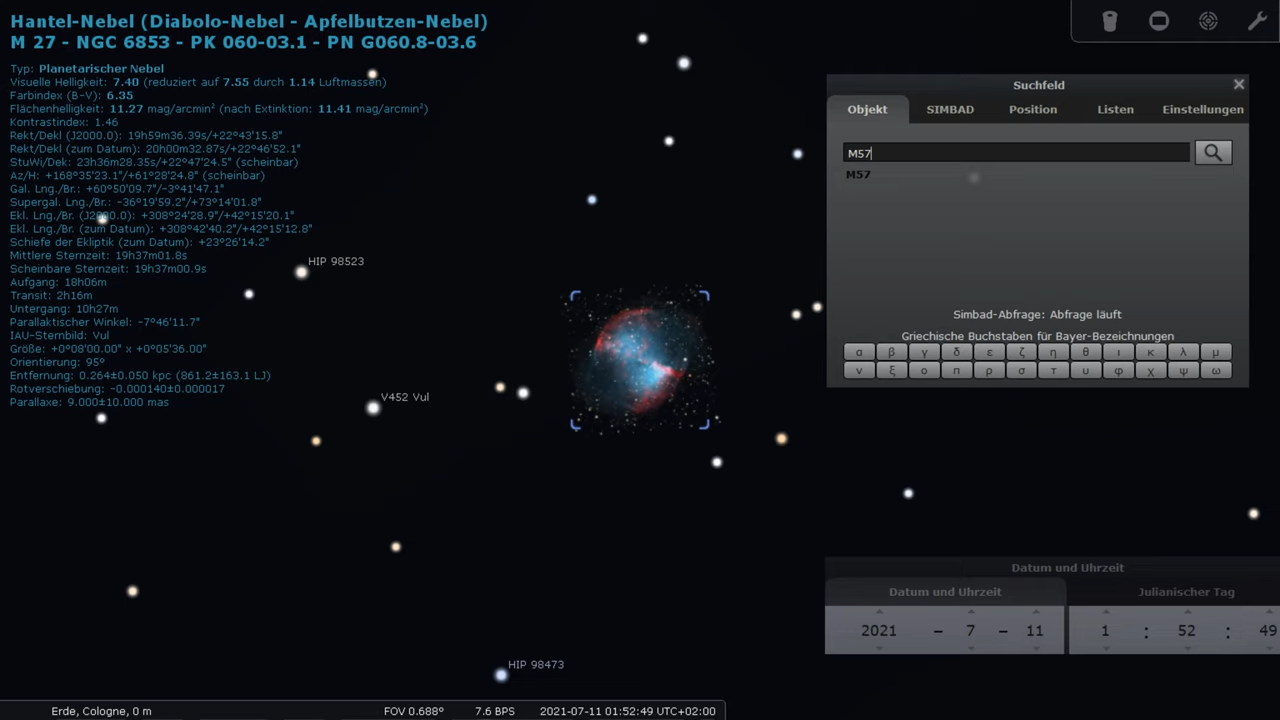 Hantel-Nebel (Diabolo-Nebel - Apfelbutzen-Nebel)
M 27 - NGC 6853 - PK 060-03.1 - PN G060.8-03.6
Typ: Planetarischer Nebel
Visuelle Helligkeit: 7.40 (reduziert auf 7.55 durch 1.14 Luftmassen)
Farbindex (B-V): 6.35
Flächenhelligkeit: 11.27 mag/arcmin² (nach Extinktion: 11.41 mag/arcmin²)
Kontrastindex: 1.46
Rekt/Dekl (J2000.0): 19h59m36.39s/+22°43'15.8"
Rekt/Dekl (zum Datum): 20h00m32.87s/+22°46'52.1"
StuWi/Dek: 23h36m28.35s/+22°47'24.5" (scheinbar)
Az/H: +168°35'23.1"/+61°28'24.8" (scheinbar)
Gal. Lng./Br.: +60°50'09.7"/-3°41'47.1"
Supergal. Lng./Br.: -36°19'59.2"/+73°14'01.8"
Ekl. Lng./Br. (J2000.0): +308°24'28.9"/+42°15'20.1"
Ekl. Lng./Br. (zum Datum): +308°42'40.2"/+42°15'12.8"
Schiefe der Ekliptik (zum Datum): +23°26'14.2"
Mittlere Sternzeit: 19h37m01.8s
Scheinbare Sternzeit: 19h37m00.9s
Aufgang: 18h06m
Transit: 2h16m
Untergang: 10h27m
Parallaktischer Winkel: -7°46'11.7"
IAU-Sternbild: Vul
Größe: +0°08'00.00" x +0°05'36.00"
Orientierung: 95°
Entfernung: 0.264±0.050 kpc (861.2±163.1 LJ)
Rotverschiebung: -0.000140±0.000017
Parallaxe: 9.000±10.000 mas
HIP 98523
V452 Vul
HIP 98473
Suchfeld
Objekt SIMBAD Position Listen Einstellungen
M57
M57
Simbad-Abfrage: Abfrage läuft
Griechische Buchstaben für Bayer-Bezeichnungen
α β γ δ ε ζ η θ ι κ λ μ
ν ξ ο π ρ σ τ υ φ χ ψ ω
Datum und Uhrzeit
Datum und Uhrzeit Julianischer Tag
2021 - 7 - 11 1 : 52 : 49
Erde, Cologne, 0 m FOV 0.688° 7.6 BPS 2021-07-11 01:52:49 UTC+02:00